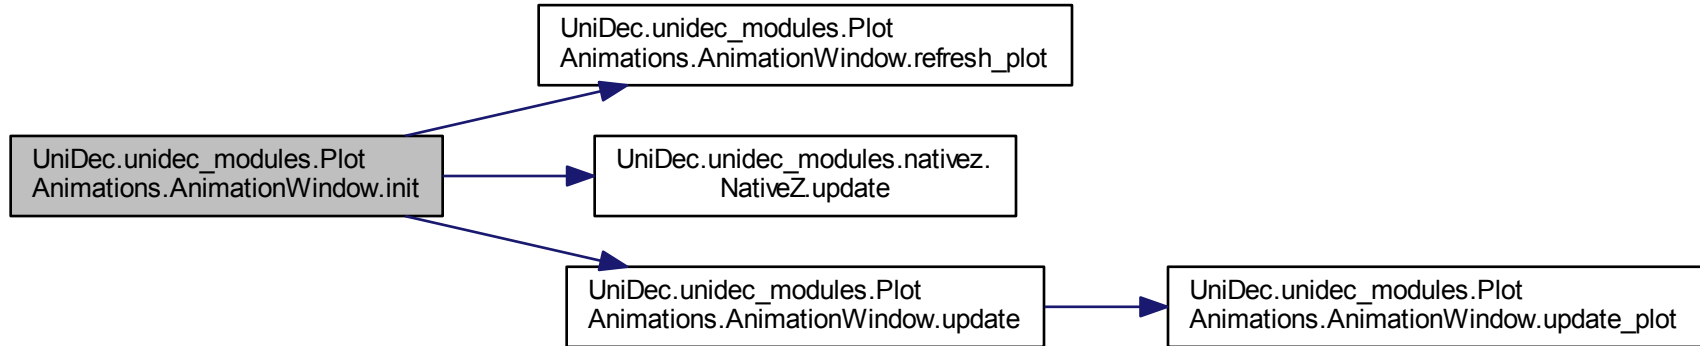 UniDec.unidec_modules.Plot
Animations.AnimationWindow.refresh_plot
UniDec.unidec_modules.Plot
Animations.AnimationWindow.init
UniDec.unidec_modules.nativez.
NativeZ.update
UniDec.unidec_modules.Plot
Animations.AnimationWindow.update
UniDec.unidec_modules.Plot
Animations.AnimationWindow.update_plot